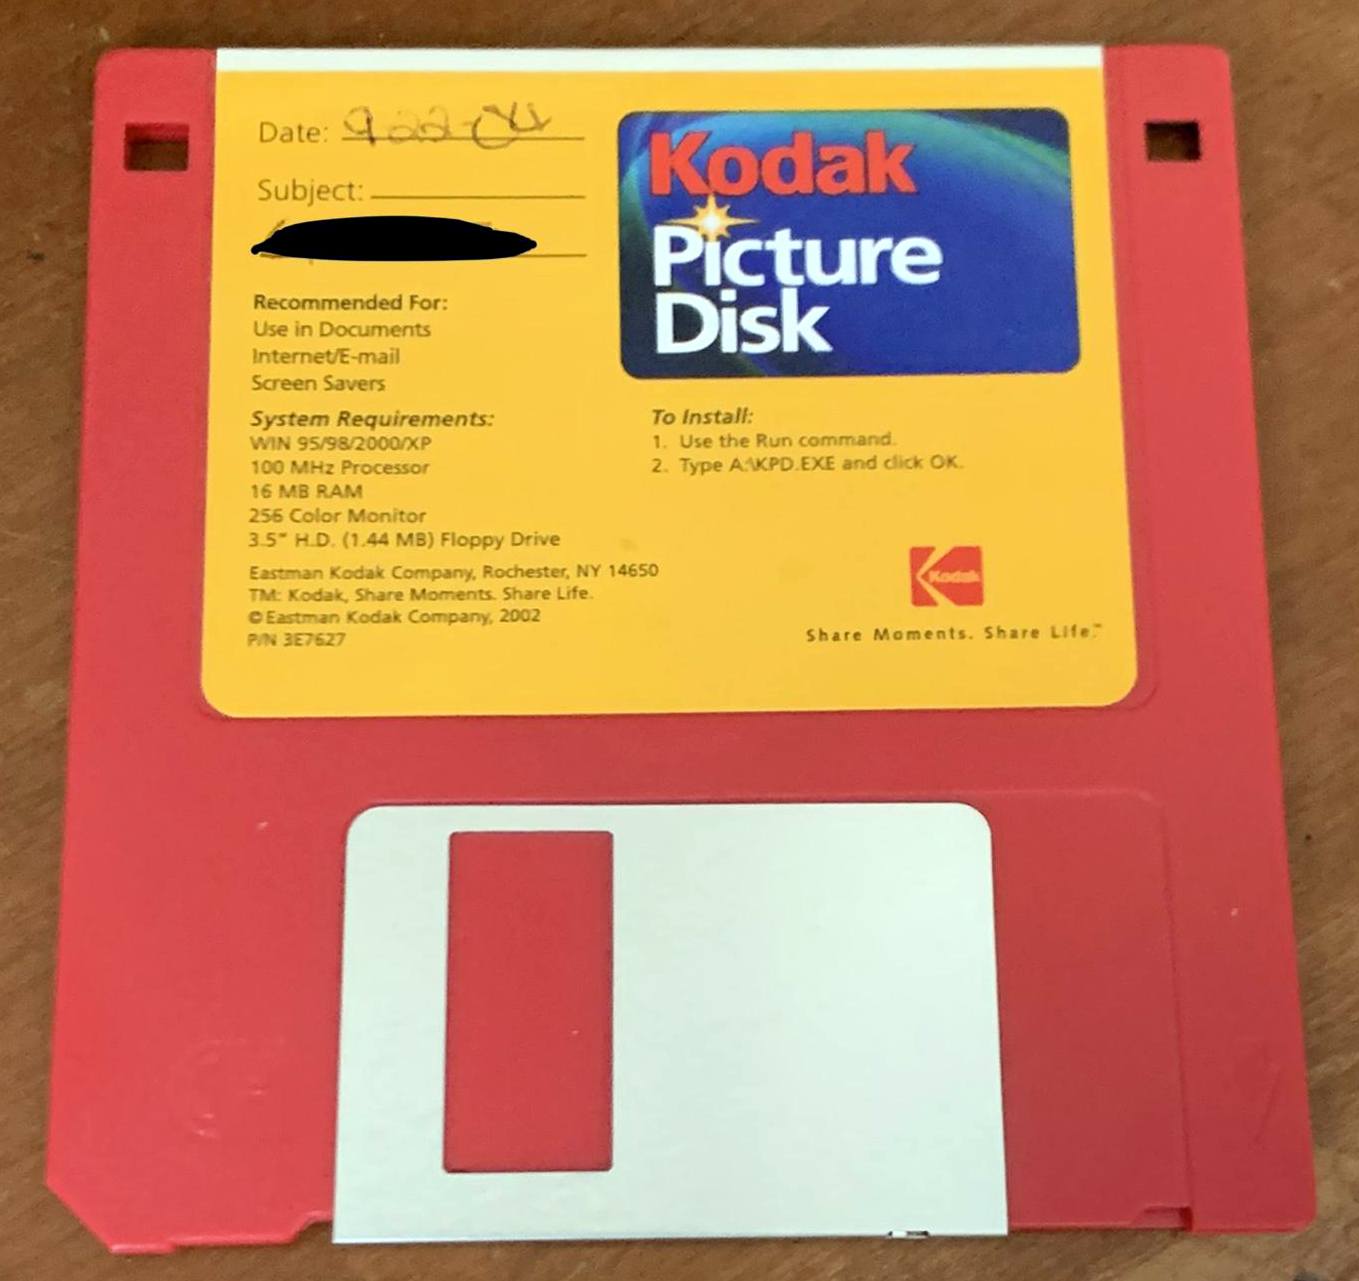 Date: 9-22-04
Subject:
Kodak
Picture
Disk
Recommended For:
Use in Documents
Internet/E-mail
Screen Savers
System Requirements:
WIN 95/98/2000/XP
100 MHz Processor
16 MB RAM
256 Color Monitor
3.5" H.D. (1.44 MB) Floppy Drive
To Install:
1. Use the Run command.
2. Type A:\KPD.EXE and click OK.
Eastman Kodak Company, Rochester, NY 14650
TM: Kodak, Share Moments. Share Life.
© Eastman Kodak Company, 2002
P/N 3E7627
Kodak
Share Moments. Share Life.™